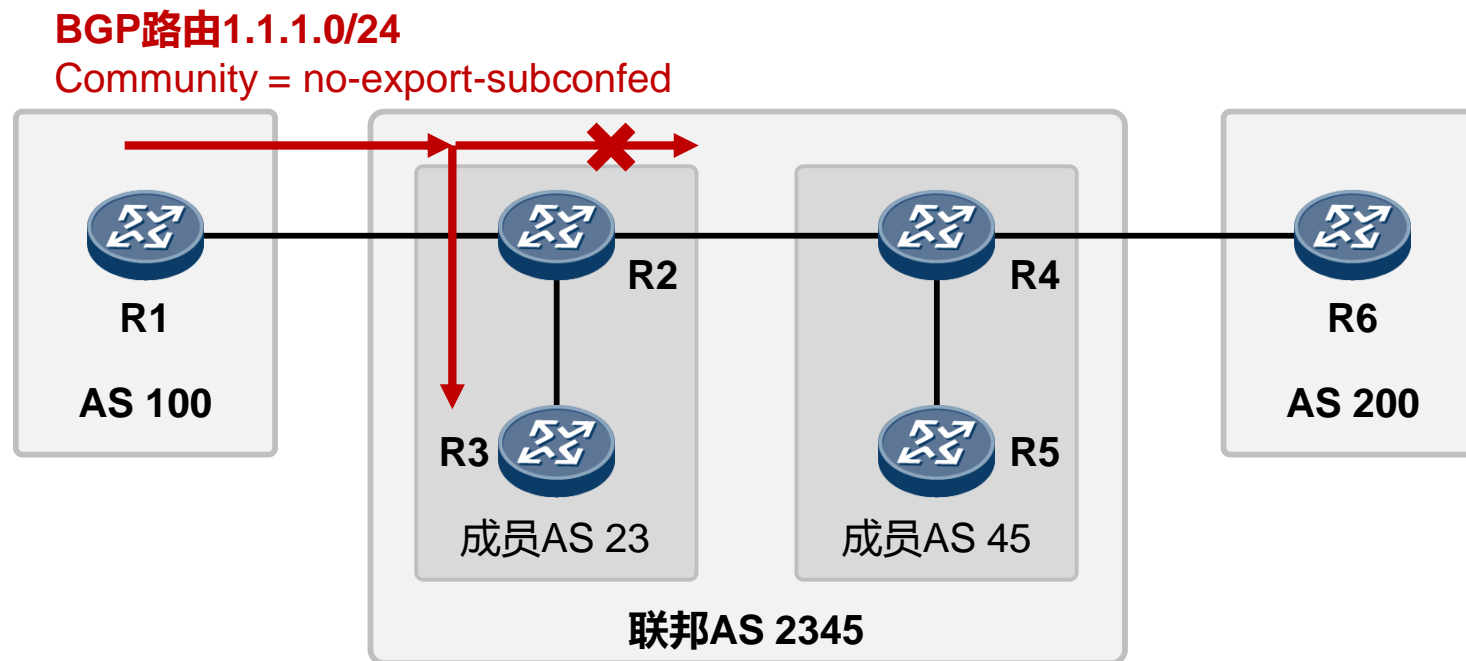 BGP路由1.1.1.0/24
Community = no-export-subconfed
R1
AS 100
R2
R3
成员AS 23
R4
R5
成员AS 45
联邦AS 2345
R6
AS 200